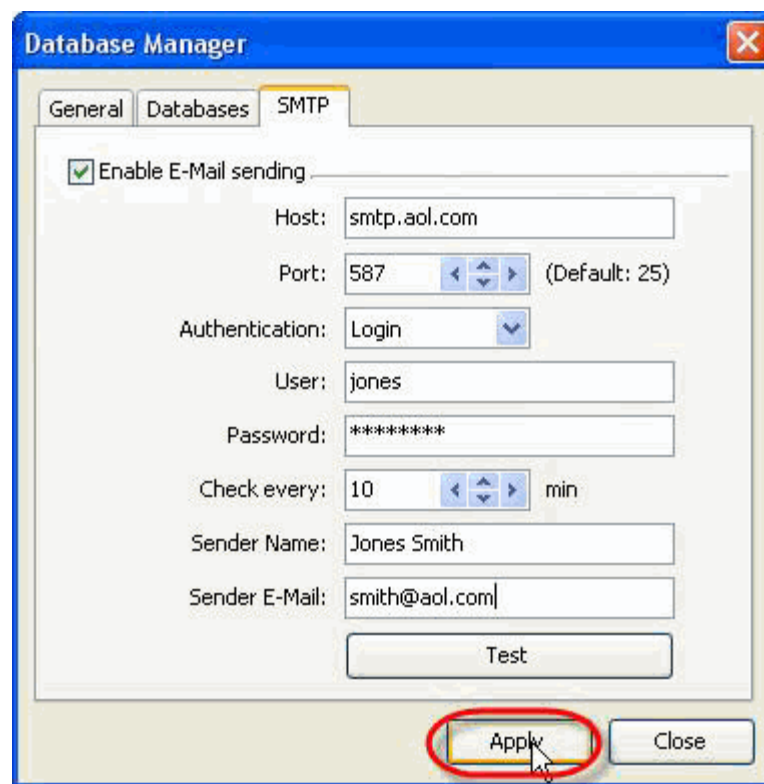 Database Manager
General Databases SMTP
Enable E-Mail sending
Host: smtp.aol.com
Port: 587 (Default: 25)
Authentication: Login
User: jones
Password: ********
Check every: 10 min
Sender Name: Jones Smith
Sender E-Mail: smith@aol.com
Test
Apply Close